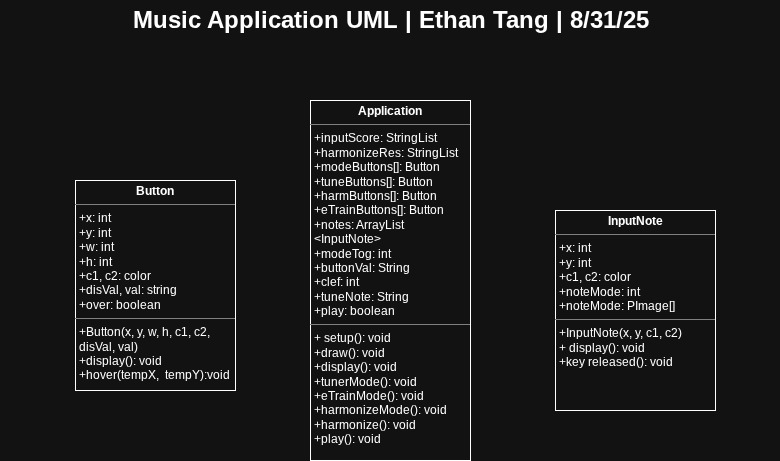 Music Application UML | Ethan Tang | 8/31/25
Button
+x: int
+y: int
+w: int
+h: int
+c1, c2: color
+disVal, val: string
+over: boolean
+Button(x, y, w, h, c1, c2,
disVal, val)
+display(): void
+hover(tempX,  tempY):void
Application
+inputScore: StringList
+harmonizeRes: StringList
+modeButtons[]: Button
+tuneButtons[]: Button
+harmButtons[]: Button
+eTrainButtons[]: Button
+notes: ArrayList
<InputNote>
+modeTog: int
+buttonVal: String
+clef: int
+tuneNote: String
+play: boolean
+ setup(): void
+draw(): void
+display(): void
+tunerMode(): void
+eTrainMode(): void
+harmonizeMode(): void
+harmonize(): void
+play(): void
InputNote
+x: int
+y: int
+c1, c2: color
+noteMode: int
+noteMode: PImage[]
+InputNote(x, y, c1, c2)
+ display(): void
+key released(): void